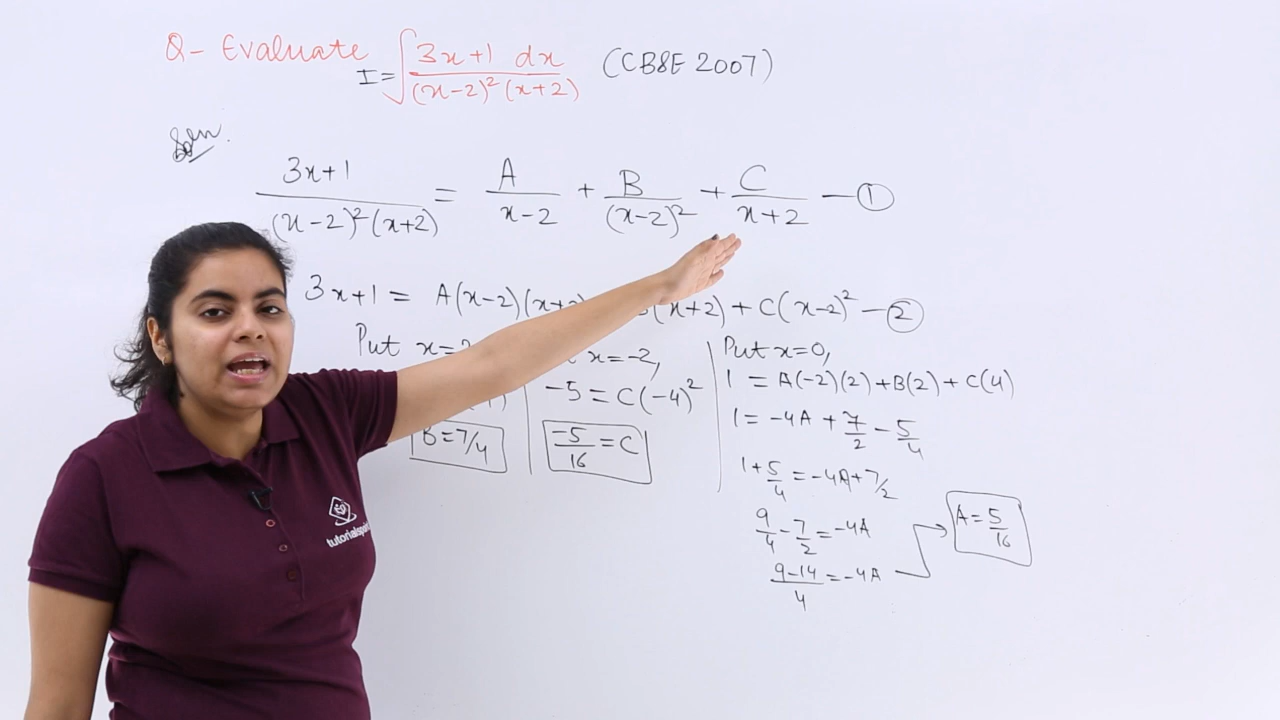 Q- Evaluate I = ∫ 3x+1 dx / (x-2)² (x+2) (CBSE 2007)
Soln.
3x+1 / (x-2)² (x+2) = A / x-2 + B / (x-2)² + C / x+2 — ①
3x+1 = A(x-2)(x+2) (x+2) + C(x-2)² — ②
Put x=
B = 7/4
x=-2,
-5 = C(-4)²
-5/16 = C
Put x=0,
1 = A(-2)(2) + B(2) + C(4)
1 = -4A + 7/2 - 5/4
1 + 5/4 = -4A + 7/2
9/4 - 7/2 = -4A
9-14 / 4 = -4A
A = 5/16
tutorialspoi